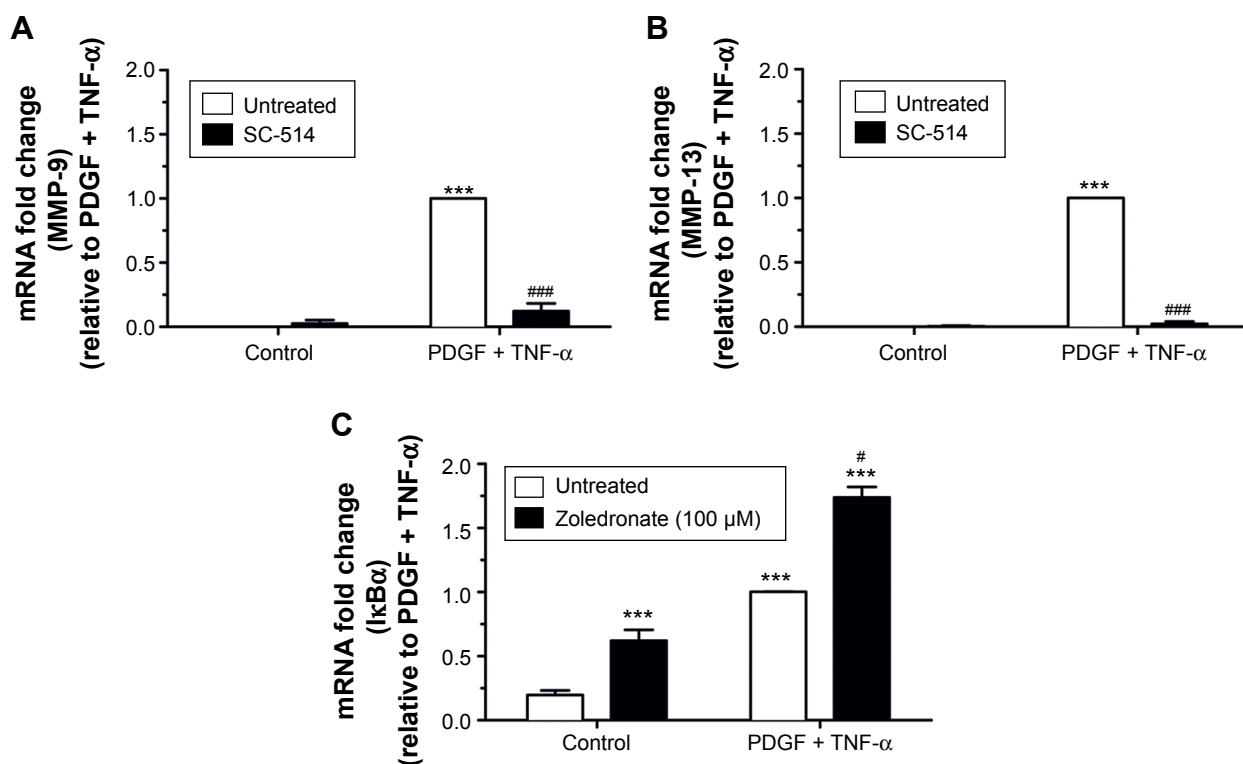 A
mRNA fold change
(MMP-9)
(relative to PDGF + TNF-α)
2.0
1.5
1.0
0.5
0.0
Untreated
SC-514
***
###
Control
PDGF + TNF-α
B
mRNA fold change
(MMP-13)
(relative to PDGF + TNF-α)
2.0
1.5
1.0
0.5
0.0
Untreated
SC-514
***
###
Control
PDGF + TNF-α
C
mRNA fold change
(IκBα)
(relative to PDGF + TNF-α)
2.0
1.5
1.0
0.5
0.0
Untreated
Zoledronate (100 µM)
***
***
#
***
Control
PDGF + TNF-α